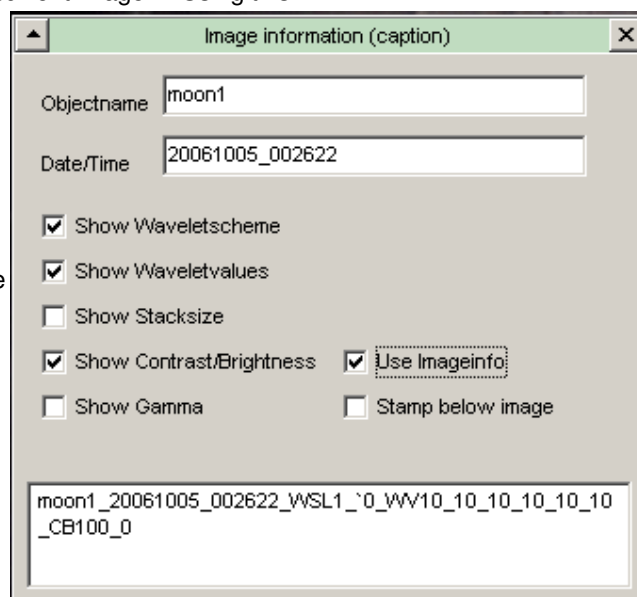 Image information (caption)
Objectname moon1
Date/Time 20061005_002622
Show Waveletscheme
Show Waveletvalues
e
Show Stacksize
Show Contrast/Brightness Use Imageinfo
Show Gamma Stamp below image
moon1_20061005_002622_WSL1_`0_WV10_10_10_10_10_10
_CB100_0